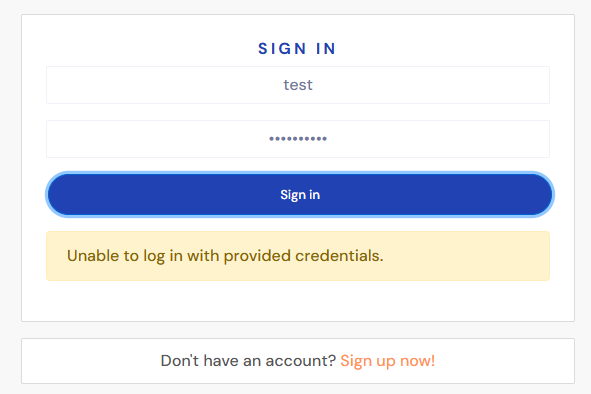 SIGN IN
test
••••••••••
Sign in
Unable to log in with provided credentials.
Don't have an account? Sign up now!